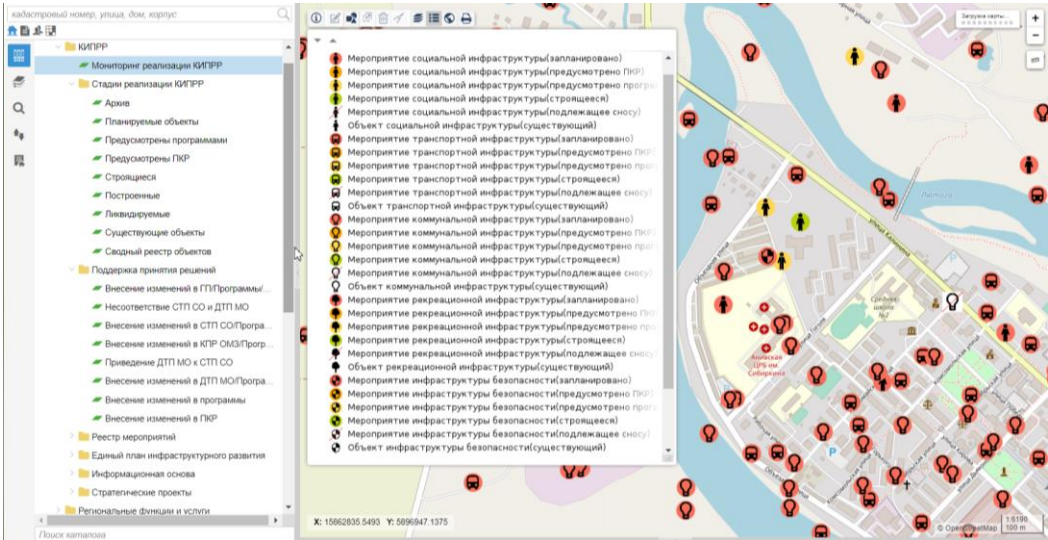 кадастровый номер, улица, дом, корпус
КИПРР
Мониторинг реализации КИПРР
Стадии реализации КИПРР
Архив
Планируемые объекты
Предусмотрены программами
Предусмотрены ПКР
Строящиеся
Построенные
Ликвидируемые
Существующие объекты
Сводный реестр объектов
Поддержка принятия решений
Внесение изменений в ГП/Программы/...
Несоответствие СТП СО и ДТП МО
Внесение изменений в СТП СО/Програ...
Внесение изменений в КПР ОМЗ/Прогр...
Приведение ДТП МО к СТП СО
Внесение изменений в ДТП МО/Програ...
Внесение изменений в программы
Внесение изменений в ПКР
Реестр мероприятий
Единый план инфраструктурного развития
Информационная основа
Стратегические проекты
Региональные функции и услуги
Поиск каталога
Мероприятие социальной инфраструктуры(запланировано)
Мероприятие социальной инфраструктуры(предусмотрено ПКР)
Мероприятие социальной инфраструктуры(предусмотрено програ
Мероприятие социальной инфраструктуры(строящееся)
Мероприятие социальной инфраструктуры(подлежащее сносу)
Объект социальной инфраструктуры(существующий)
Мероприятие транспортной инфраструктуры(запланировано)
Мероприятие транспортной инфраструктуры(предусмотрено ПКР)
Мероприятие транспортной инфраструктуры(предусмотрено прог
Мероприятие транспортной инфраструктуры(строящееся)
Мероприятие транспортной инфраструктуры(подлежащее сносу)
Объект транспортной инфраструктуры(существующий)
Мероприятие коммунальной инфраструктуры(запланировано)
Мероприятие коммунальной инфраструктуры(предусмотрено ПКР)
Мероприятие коммунальной инфраструктуры(предусмотрено прог
Мероприятие коммунальной инфраструктуры(строящееся)
Мероприятие коммунальной инфраструктуры(подлежащее сносу)
Объект коммунальной инфраструктуры(существующий)
Мероприятие рекреационной инфраструктуры(запланировано)
Мероприятие рекреационной инфраструктуры(предусмотрено ПК
Мероприятие рекреационной инфраструктуры(предусмотрено про
Мероприятие рекреационной инфраструктуры(строящееся)
Мероприятие рекреационной инфраструктуры(подлежащее сносу
Объект рекреационной инфраструктуры(существующий)
Мероприятие инфраструктуры безопасности(запланировано)
Мероприятие инфраструктуры безопасности(предусмотрено ПКР)
Мероприятие инфраструктуры безопасности(предусмотрено прог
Мероприятие инфраструктуры безопасности(строящееся)
Мероприятие инфраструктуры безопасности(подлежащее сносу)
Объект инфраструктуры безопасности(существующий)
X: 15862835.5493 Y: 5896947.1375
Загрузка карты...
Лютога
улица Калинина
Средняя
школа
№2
Анивская
ЦРБ им.
Сибиркина
P
P
© OpenStreetMap
1:6190
100 m